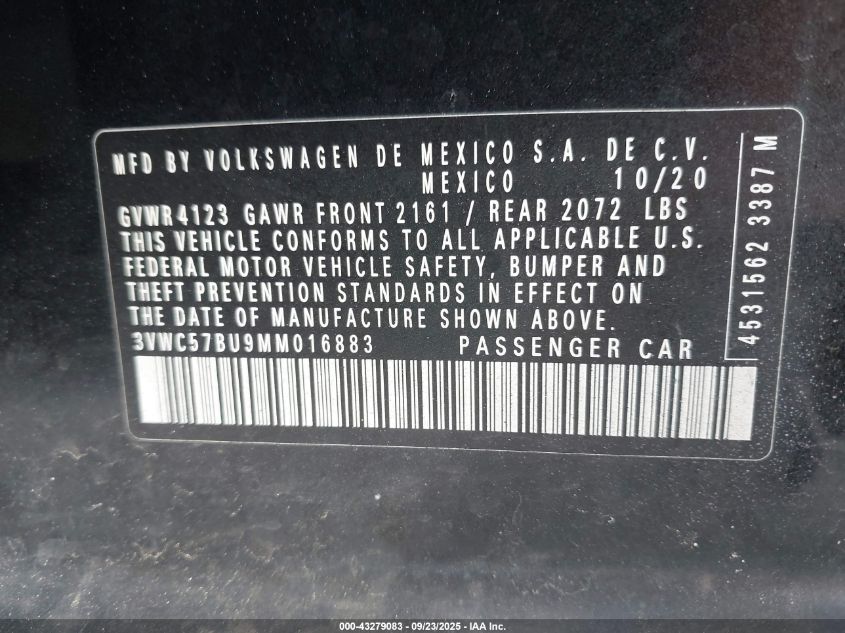 MFD BY VOLKSWAGEN DE MEXICO S.A. DE C.V.
MEXICO 10/20
GVWR 4123 GAWR FRONT 2161 / REAR 2072 LBS
THIS VEHICLE CONFORMS TO ALL APPLICABLE U.S.
FEDERAL MOTOR VEHICLE SAFETY, BUMPER AND
THEFT PREVENTION STANDARDS IN EFFECT ON
THE DATE OF MANUFACTURE SHOWN ABOVE.
3VWC57BU9MM016883 PASSENGER CAR
4531562 3387 M
000-43279083 - 09/23/2025 - IAA Inc.